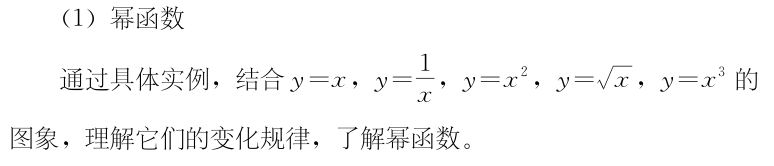 (1) 幂函数
通过具体实例，结合 y=x，y=1/x，y=x²，y=√x，y=x³ 的
图象，理解它们的变化规律，了解幂函数。